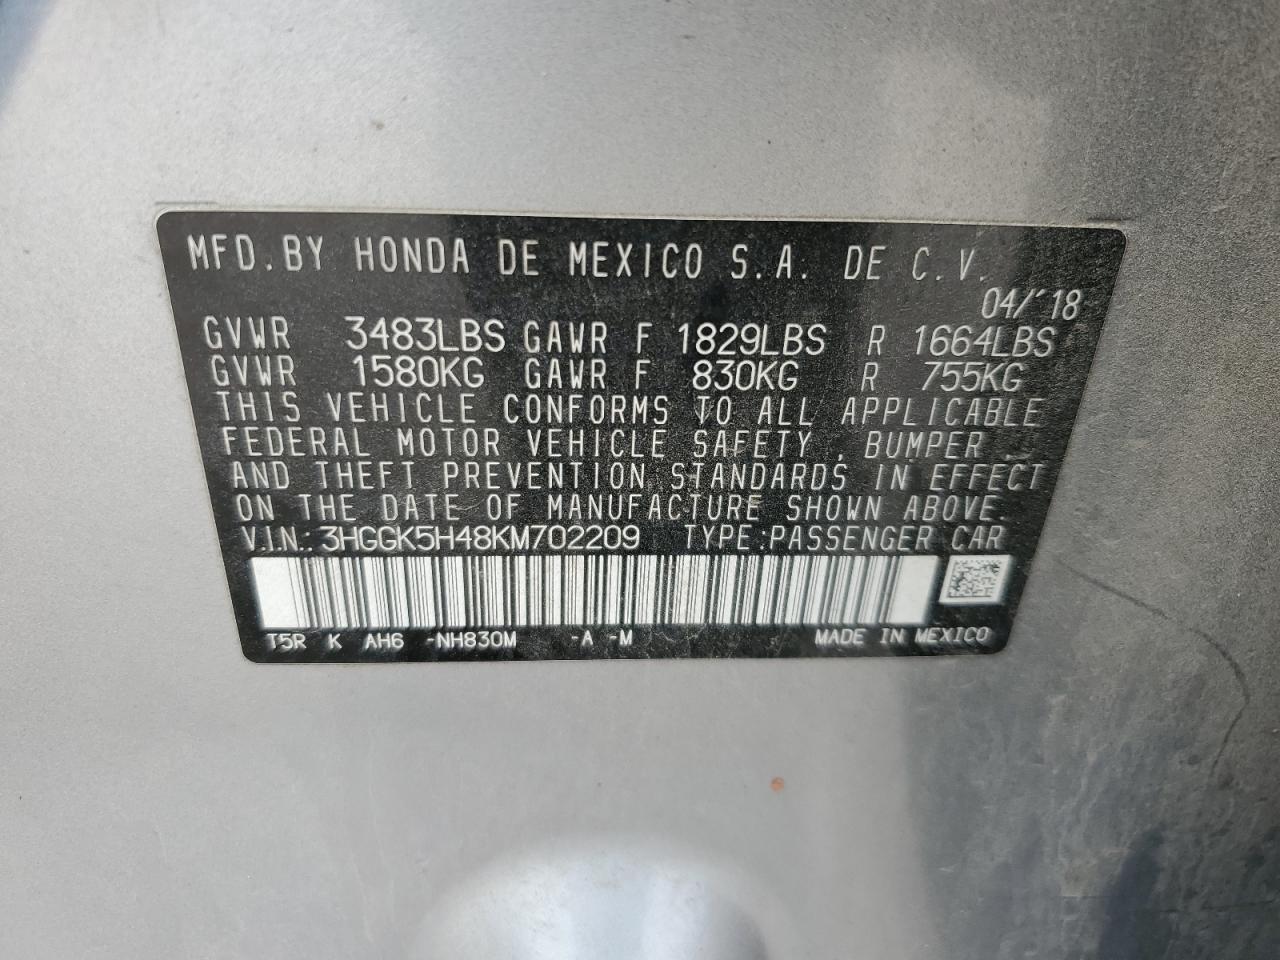 MFD.BY HONDA DE MEXICO S.A. DE C.V.
04/'18
GVWR 3483LBS GAWR F 1829LBS R 1664LBS
GVWR 1580KG GAWR F 830KG R 755KG
THIS VEHICLE CONFORMS TO ALL APPLICABLE
FEDERAL MOTOR VEHICLE SAFETY , BUMPER ,
AND THEFT PREVENTION STANDARDS IN EFFECT
ON THE DATE OF MANUFACTURE SHOWN ABOVE.
V.I.N.: 3HGGK5H48KM702209 TYPE:PASSENGER CAR
T5R K AH6 -NH830M -A -M MADE IN MEXICO